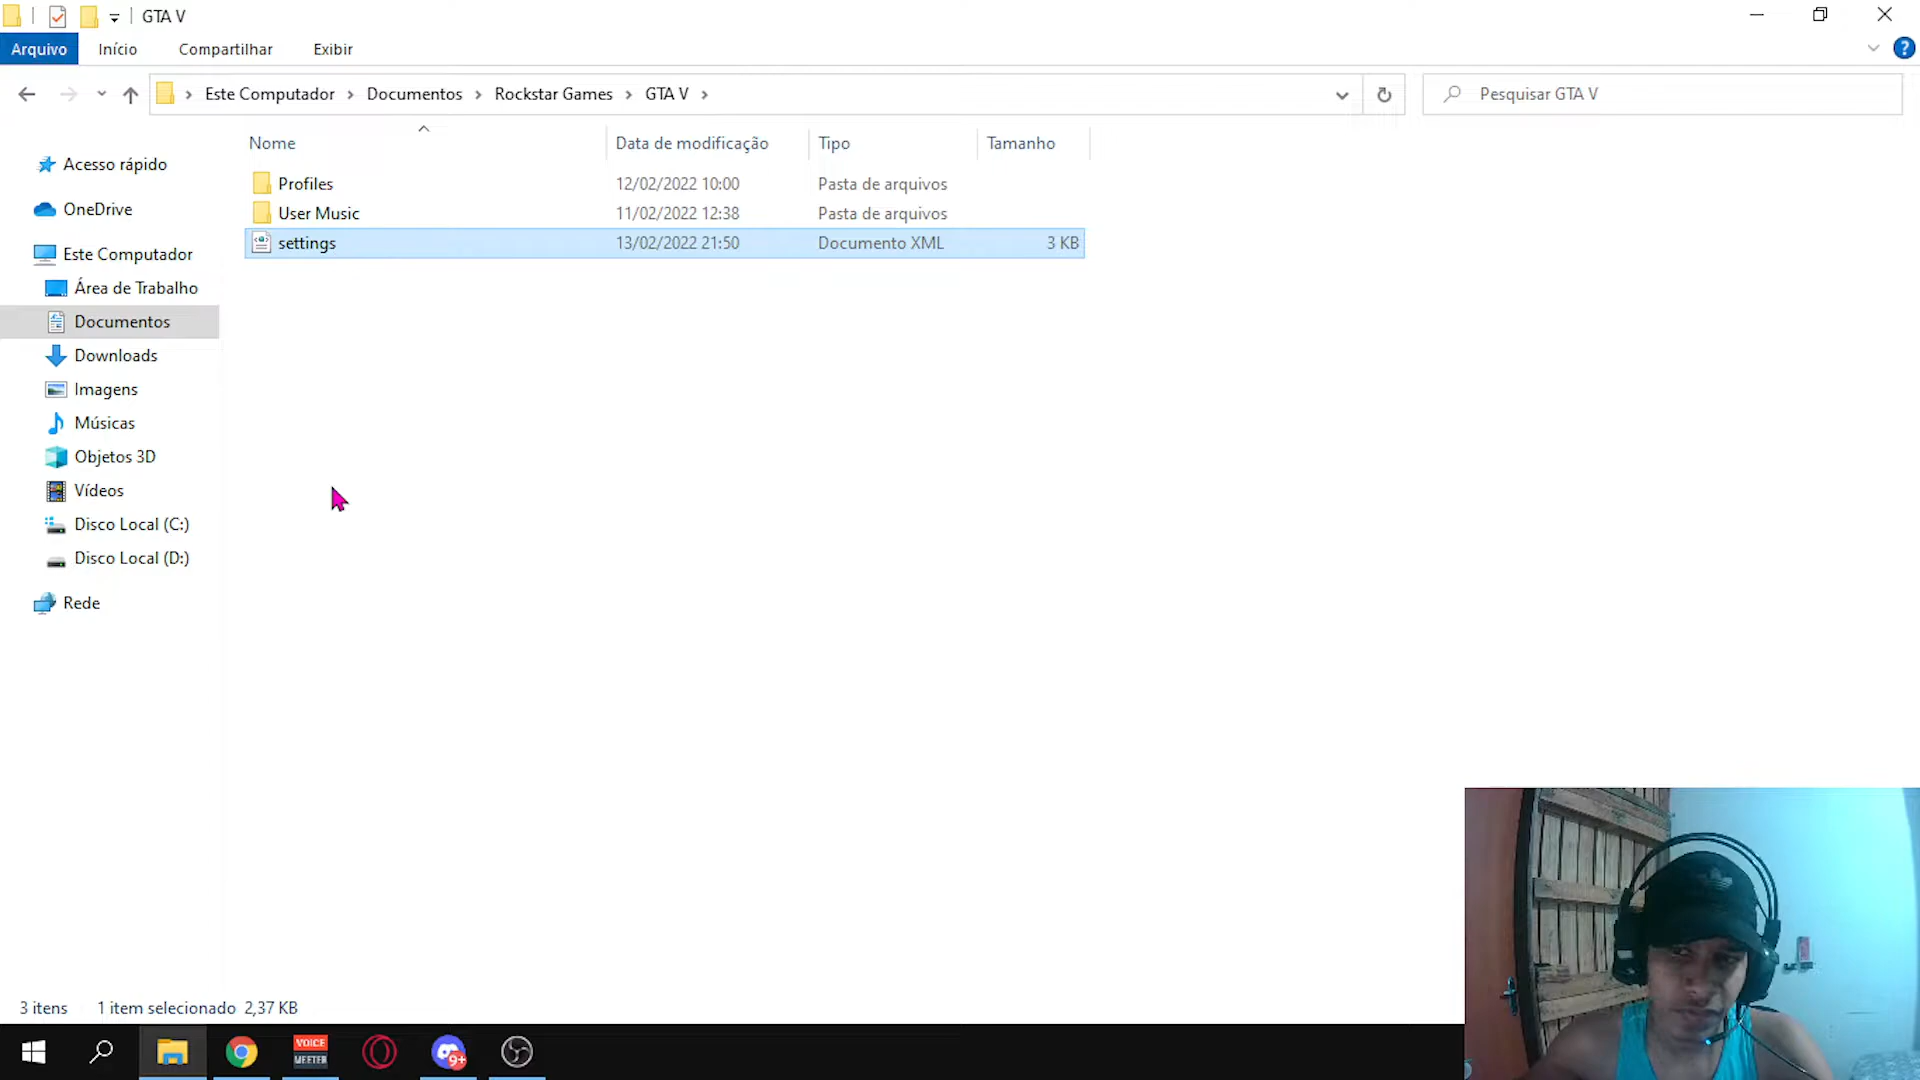 GTA V
Arquivo Início Compartilhar Exibir
Este Computador Documentos Rockstar Games GTA V
Pesquisar GTA V
Nome Data de modificação Tipo Tamanho
Profiles 12/02/2022 10:00 Pasta de arquivos
User Music 11/02/2022 12:38 Pasta de arquivos
settings 13/02/2022 21:50 Documento XML 3 KB
Acesso rápido
OneDrive
Este Computador
Área de Trabalho
Documentos
Downloads
Imagens
Músicas
Objetos 3D
Vídeos
Disco Local (C:)
Disco Local (D:)
Rede
3 itens 1 item selecionado 2,37 KB
VOICE
MEETER
9+